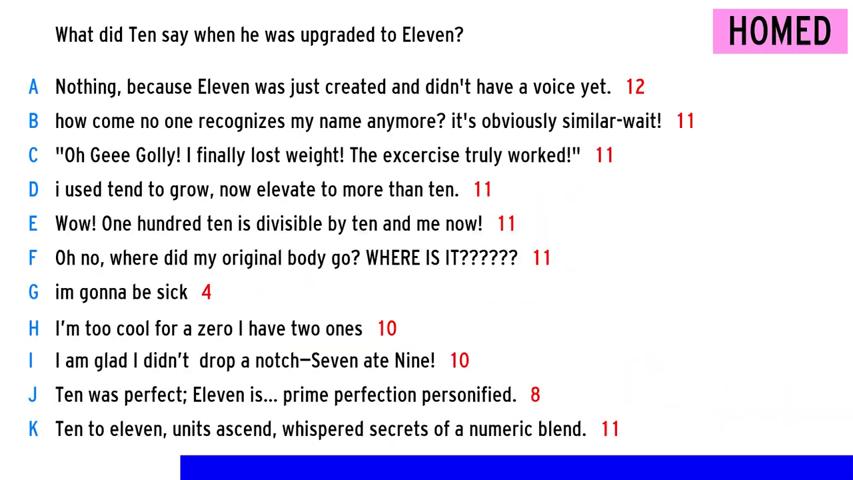 What did Ten say when he was upgraded to Eleven?
HOMED
A Nothing, because Eleven was just created and didn't have a voice yet. 12
B how come no one recognizes my name anymore? it's obviously similar-wait! 11
C "Oh Geee Golly! I finally lost weight! The excercise truly worked!" 11
D i used tend to grow, now elevate to more than ten. 11
E Wow! One hundred ten is divisible by ten and me now! 11
F Oh no, where did my original body go? WHERE IS IT?????? 11
G im gonna be sick 4
H I’m too cool for a zero I have two ones 10
I I am glad I didn’t drop a notch—Seven ate Nine! 10
J Ten was perfect; Eleven is... prime perfection personified. 8
K Ten to eleven, units ascend, whispered secrets of a numeric blend. 11